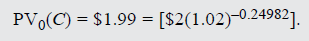 PV₀(C) = $1.99 = [$2(1.02)⁻⁰·²⁴⁹⁸²].